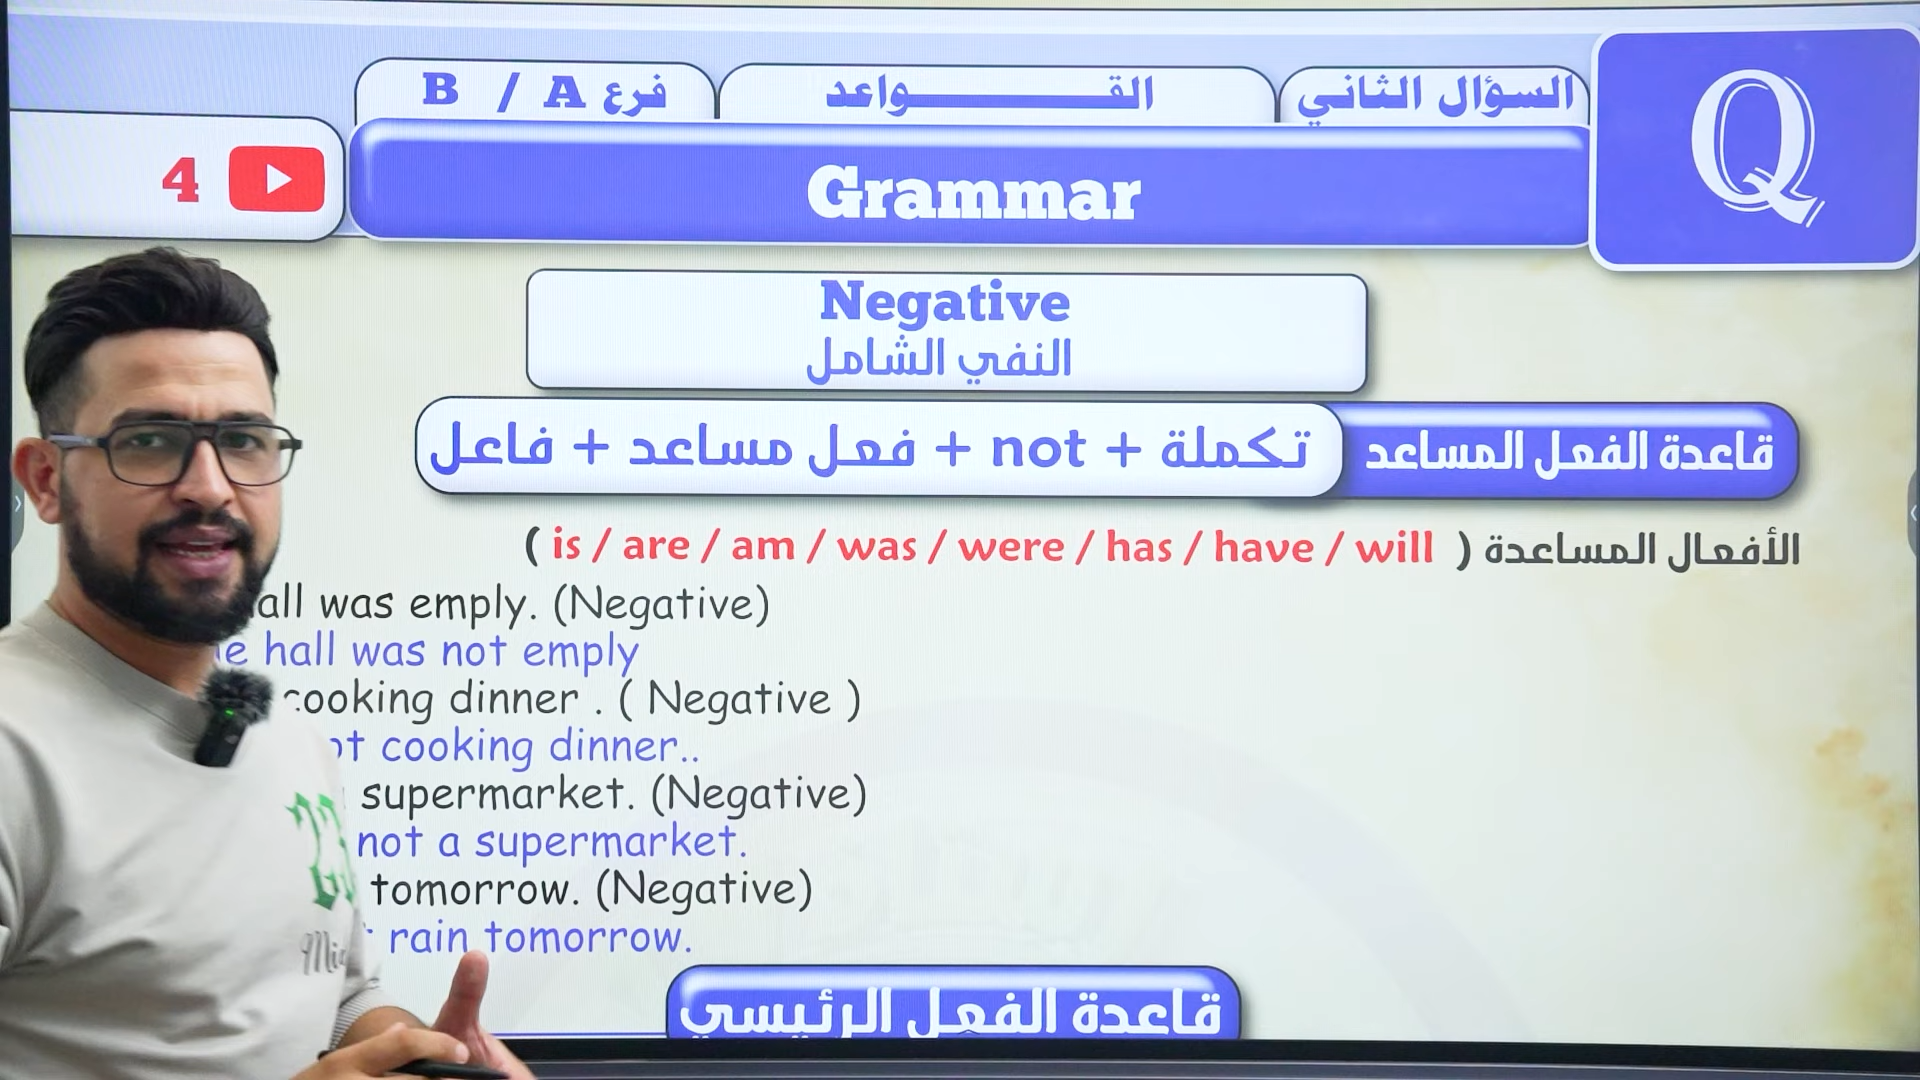 السؤال الثاني
القـــــــواعد
فرع B / A
Q
4
Grammar
Negative
النفي الشامل
قاعدة الفعل المساعد
فاعل + فعل مساعد + not + تكملة
الأفعال المساعدة ( is / are / am / was / were / has / have / will )
was emply. (Negative)
hall was not emply
cooking dinner . ( Negative )
cooking dinner..
supermarket. (Negative)
not a supermarket.
tomorrow. (Negative)
rain tomorrow.
قاعدة الفعل الرئيسي